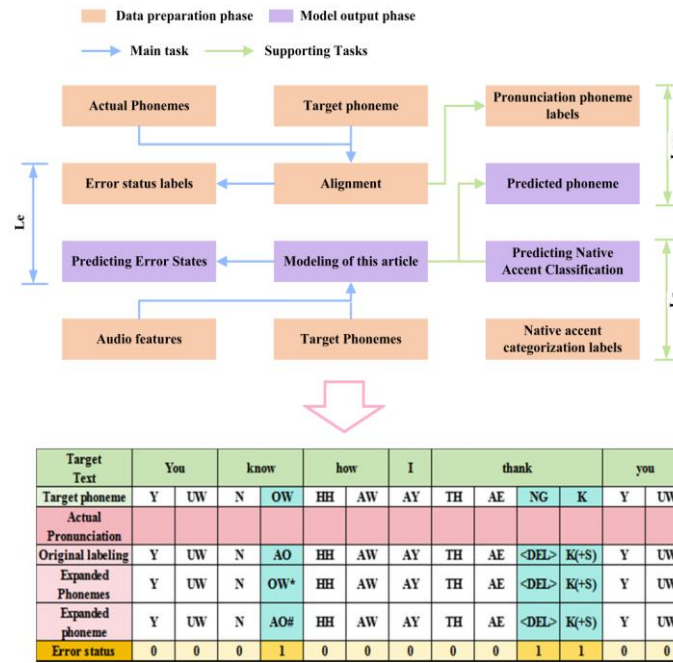 Data preparation phase Model output phase
Main task Supporting Tasks
Actual Phonemes Target phoneme Pronunciation phoneme labels
Error status labels Alignment Predicted phoneme
Le
Predicting Error States Modeling of this article Predicting Native Accent Classification
Audio features Target Phonemes Native accent categorization labels
Target Text You know how I thank you
Target phoneme Y UW N OW HH AW AY TH AE NG K Y UW
Actual Pronunciation
Original labeling Y UW N AO HH AW AY TH AE <DEL> K(+S) Y UW
Expanded Phonemes Y UW N OW* HH AW AY TH AE <DEL> K(+S) Y UW
Expanded phoneme Y UW N AO# HH AW AY TH AE <DEL> K(+S) Y UW
Error status 0 0 0 1 0 0 0 0 0 1 1 0 0